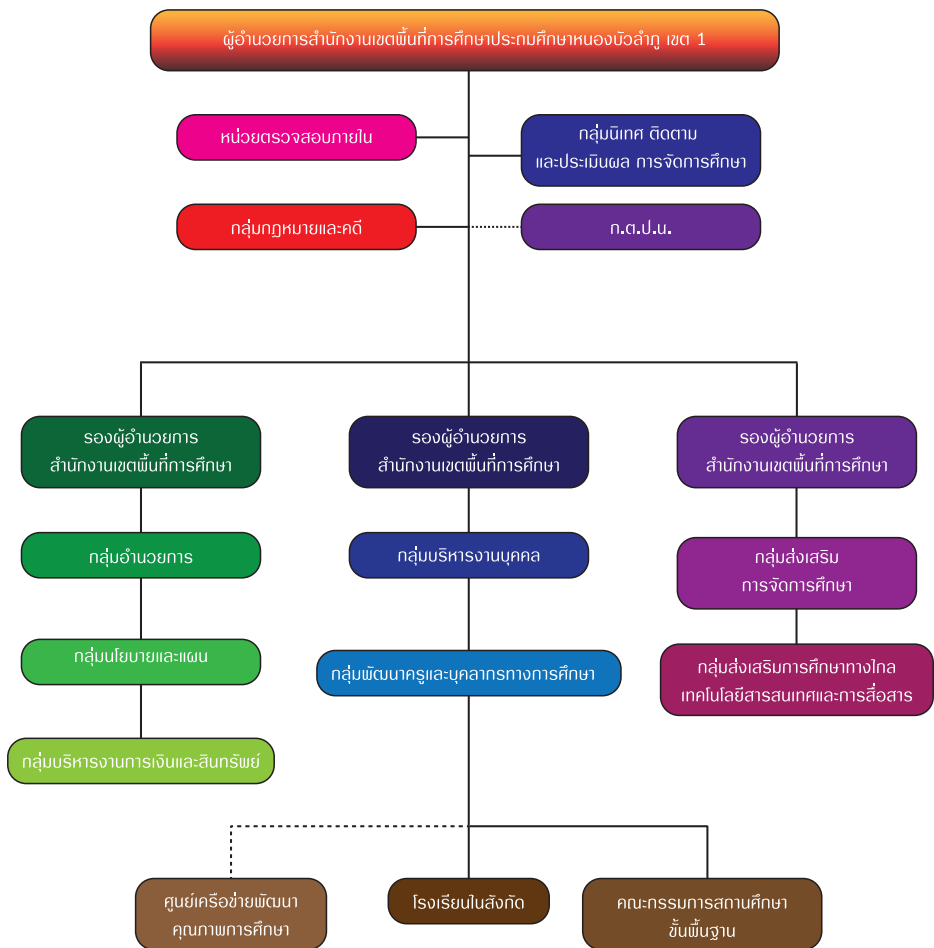 ผู้อำนวยการสำนักงานเขตพื้นที่การศึกษาประถมศึกษาหนองบัวลำภู เขต 1
หน่วยตรวจสอบภายใน
กลุ่มนิเทศ ติดตาม
และประเมินผล การจัดการศึกษา
กลุ่มกฎหมายและคดี
ก.ต.ป.น.
รองผู้อำนวยการ
สำนักงานเขตพื้นที่การศึกษา
รองผู้อำนวยการ
สำนักงานเขตพื้นที่การศึกษา
รองผู้อำนวยการ
สำนักงานเขตพื้นที่การศึกษา
กลุ่มอำนวยการ
กลุ่มบริหารงานบุคคล
กลุ่มส่งเสริม
การจัดการศึกษา
กลุ่มนโยบายและแผน
กลุ่มพัฒนาครูและบุคลากรทางการศึกษา
กลุ่มส่งเสริมการศึกษาทางไกล
เทคโนโลยีสารสนเทศและการสื่อสาร
กลุ่มบริหารงานการเงินและสินทรัพย์
ศูนย์เครือข่ายพัฒนา
คุณภาพการศึกษา
โรงเรียนในสังกัด
คณะกรรมการสถานศึกษา
ขั้นพื้นฐาน